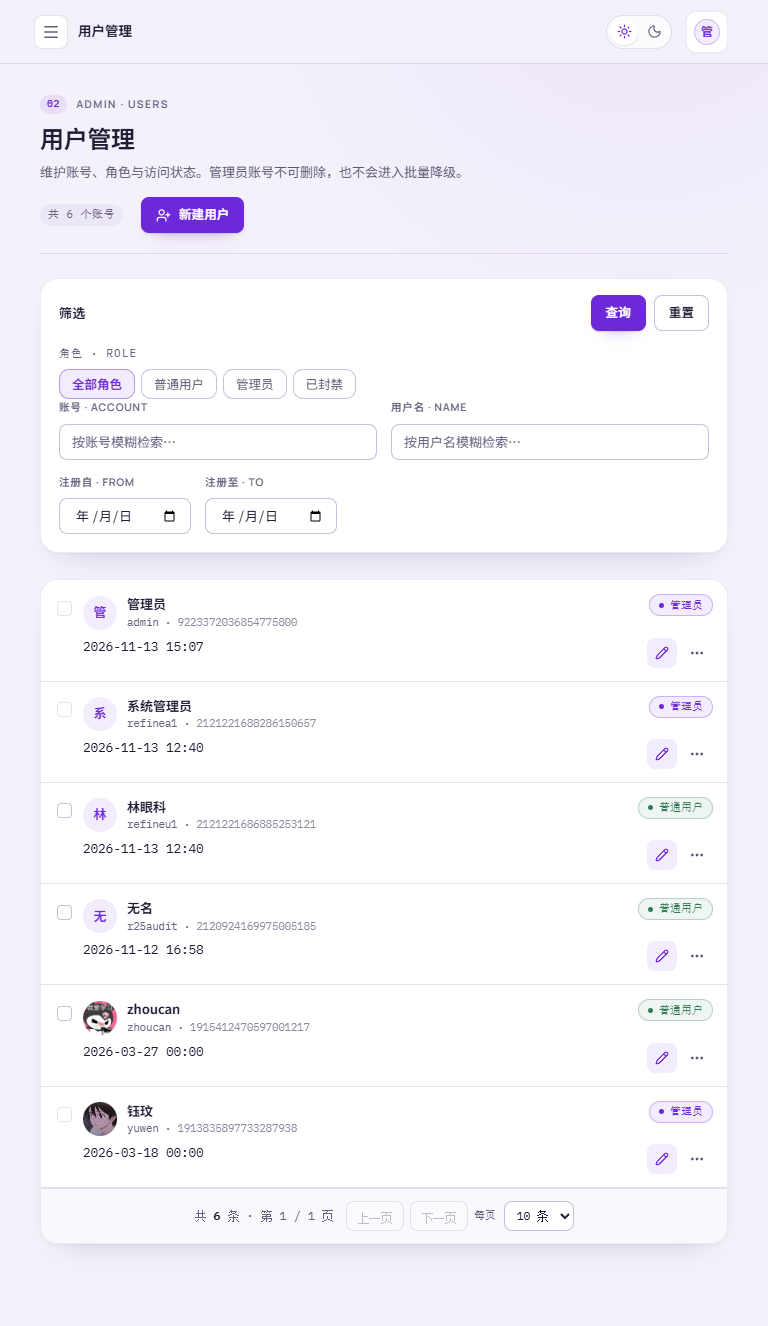 用户管理
管
02 ADMIN · USERS
用户管理
维护账号、角色与访问状态。管理员账号不可删除，也不会进入批量降级。
共 6 个账号
新建用户
筛选
查询 重置
角色 · ROLE
全部角色 普通用户 管理员 已封禁
账号 · ACCOUNT 用户名 · NAME
按账号模糊检索… 按用户名模糊检索…
注册自 · FROM 注册至 · TO
年 /月/日 年 /月/日
管 管理员 管理员
admin · 9223372036854775800
2026-11-13 15:07
系 系统管理员 管理员
refinea1 · 2121221688286150657
2026-11-13 12:40
林 林眼科 普通用户
refineu1 · 2121221686885253121
2026-11-13 12:40
无 无名 普通用户
r25audit · 2120924169975005185
2026-11-12 16:58
zhoucan 普通用户
zhoucan · 1915412470597001217
2026-03-27 00:00
钰玟 管理员
yuwen · 1913835897733287938
2026-03-18 00:00
共 6 条 · 第 1 / 1 页 上一页 下一页 每页 10 条